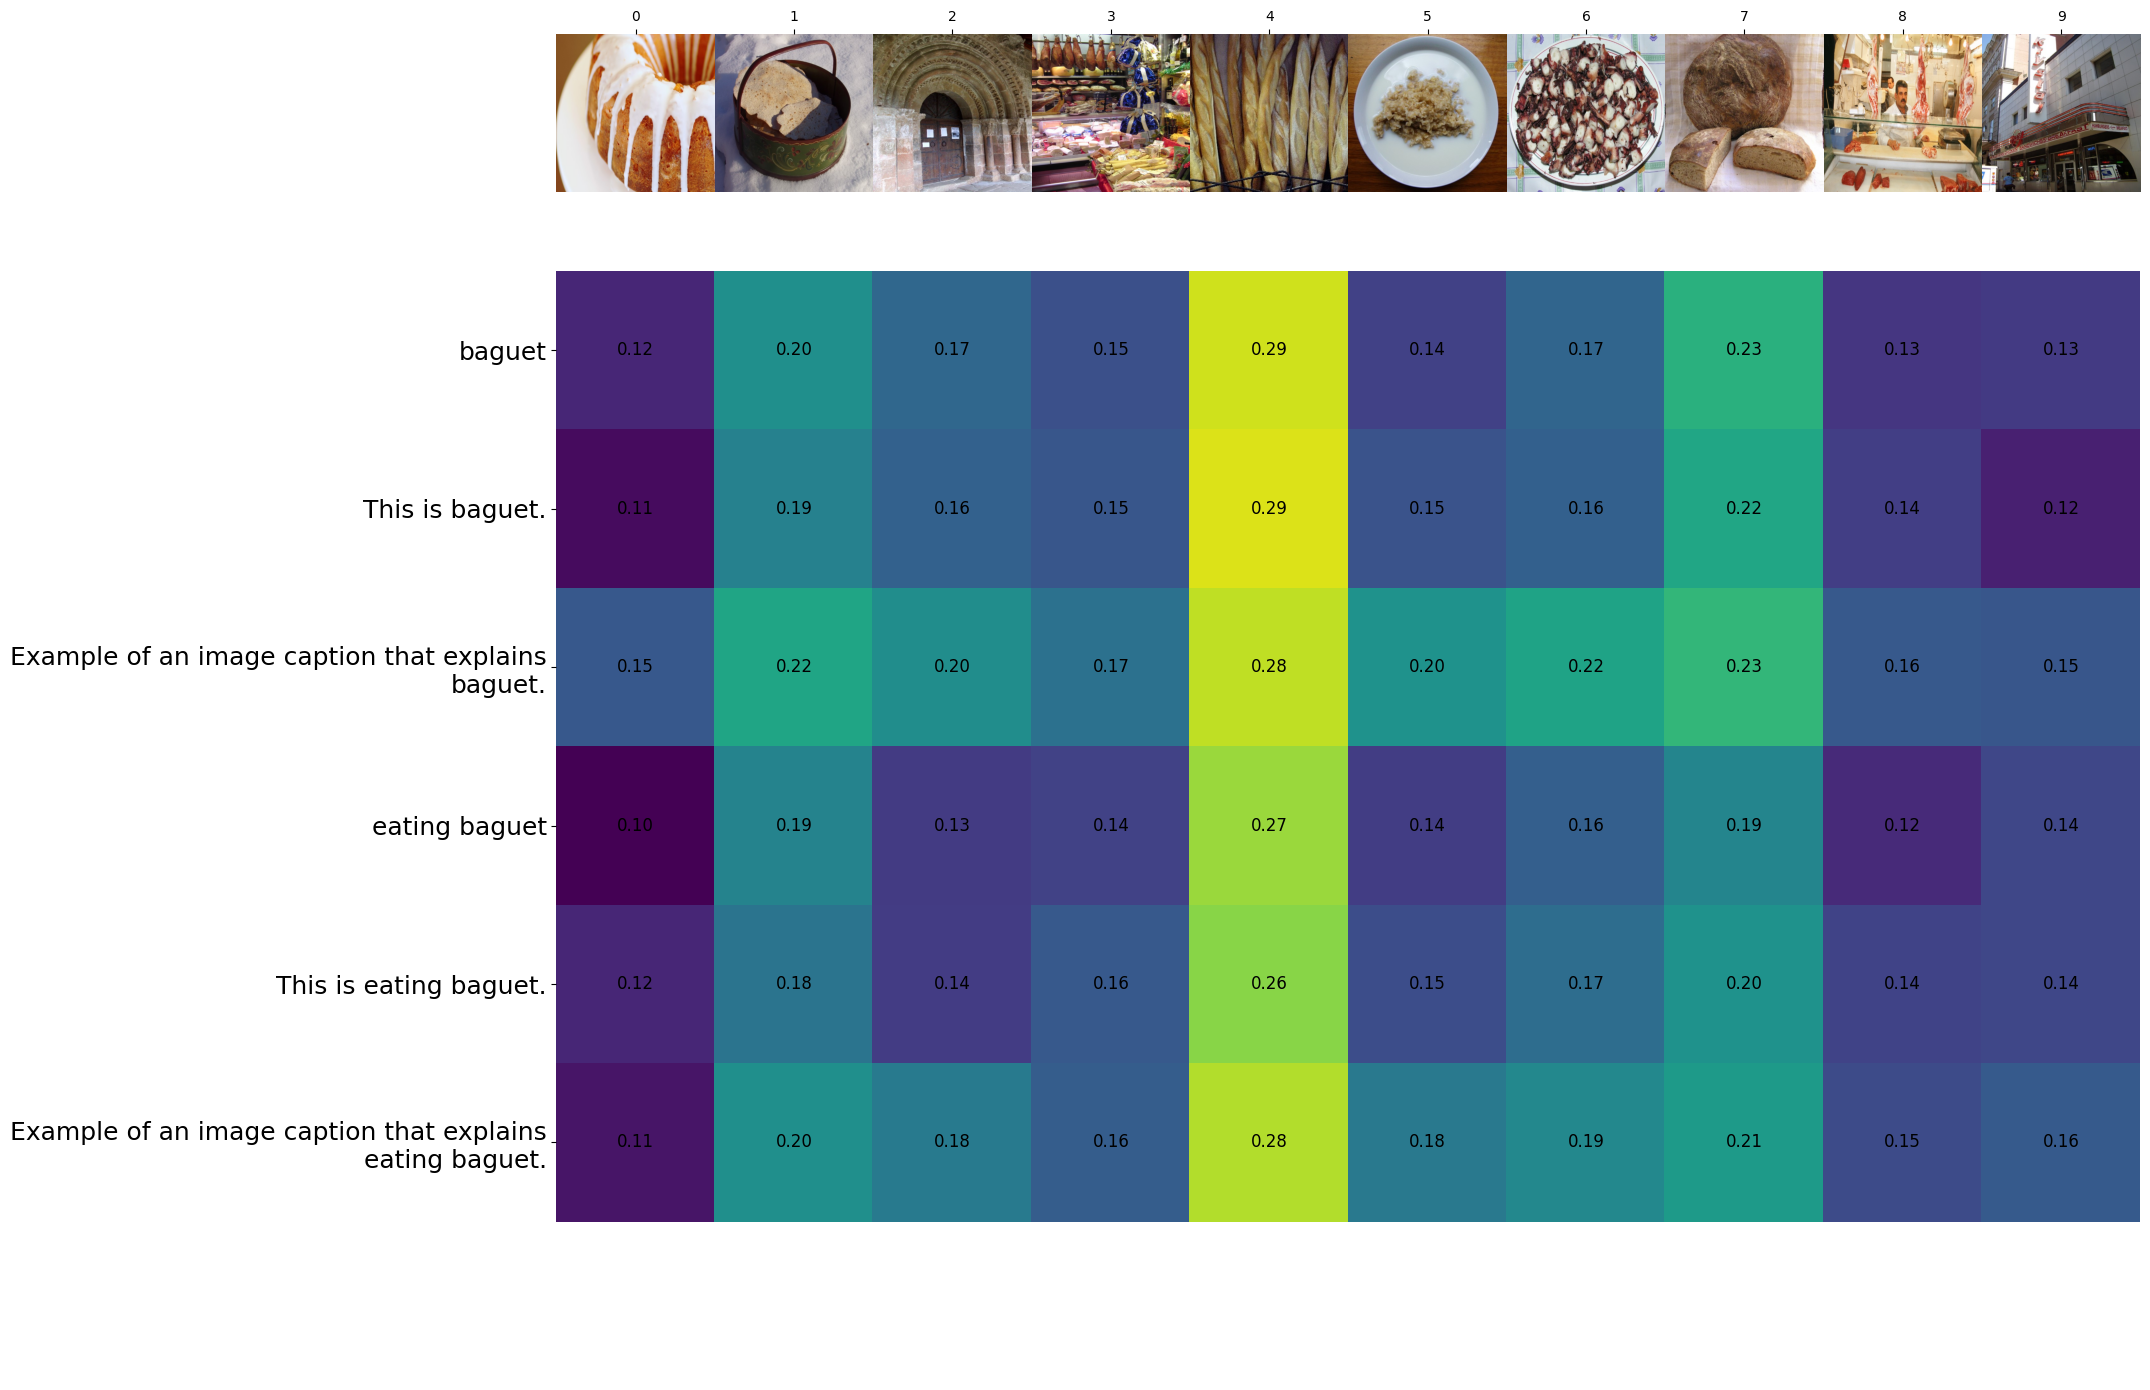 0 1 2 3 4 5 6 7 8 9
baguet 0.12 0.20 0.17 0.15 0.29 0.14 0.17 0.23 0.13 0.13
This is baguet. 0.11 0.19 0.16 0.15 0.29 0.15 0.16 0.22 0.14 0.12
Example of an image caption that explains
baguet. 0.15 0.22 0.20 0.17 0.28 0.20 0.22 0.23 0.16 0.15
eating baguet 0.10 0.19 0.13 0.14 0.27 0.14 0.16 0.19 0.12 0.14
This is eating baguet. 0.12 0.18 0.14 0.16 0.26 0.15 0.17 0.20 0.14 0.14
Example of an image caption that explains
eating baguet. 0.11 0.20 0.18 0.16 0.28 0.18 0.19 0.21 0.15 0.16